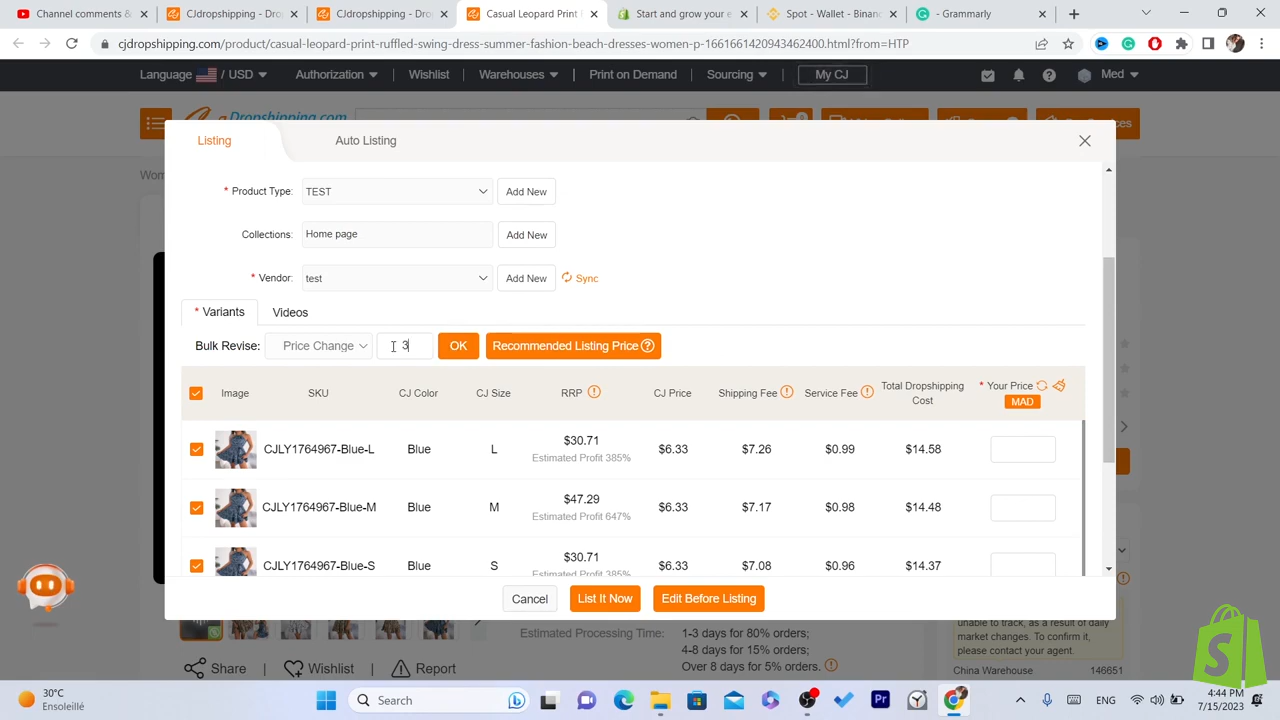 Studio comments &
CJdropshipping - D
CJdropshipping - D
Casual Leopard Print
Start and grow your e
Spot - Wallet - Binanc
Grammarly
cjdropshipping.com/product/casual-leopard-print-ruffled-sling-dress-summer-fashion-beach-dresses-women-p-1661661420943462400.html?from=HTP
Language / USD Authorization Wishlist Warehouses Print on Demand Sourcing My CJ Med
Listing
Auto Listing
* Product Type: TEST Add New
Collections: Home page Add New
* Vendor: test Add New Sync
* Variants Videos
Bulk Revise: Price Change 3 OK Recommended Listing Price ?
Image SKU CJ Color CJ Size RRP CJ Price Shipping Fee Service Fee Total Dropshipping Cost * Your Price
MAD
CJLY1764967-Blue-L Blue L $30.71 $6.33 $7.26 $0.99 $14.58
Estimated Profit 385%
CJLY1764967-Blue-M Blue M $47.29 $6.33 $7.17 $0.98 $14.48
Estimated Profit 647%
CJLY1764967-Blue-S Blue S $30.71 $6.33 $7.08 $0.96 $14.37
Estimated Profit 385%
Cancel List It Now Edit Before Listing
unable to track, as a result of daily
market changes. To confirm it,
please contact your agent.
Estimated Processing Time: 1-3 days for 80% orders;
4-8 days for 15% orders;
Over 8 days for 5% orders.
Share | Wishlist | Report
China Warehouse 146651
30°C
Ensoleillé
Search
ENG
4:44 PM
7/15/2023